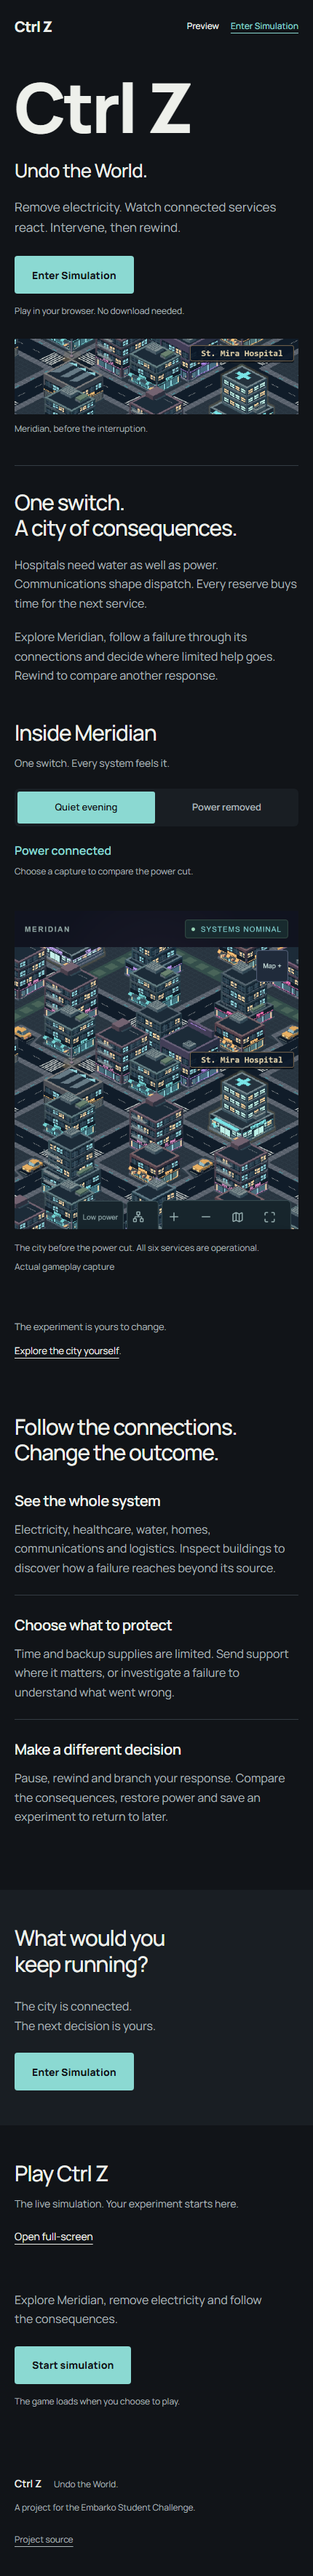 Ctrl Z
Preview
Enter Simulation
Ctrl Z
Undo the World.
Remove electricity. Watch connected services
react. Intervene, then rewind.
Enter Simulation
Play in your browser. No download needed.
St. Mira Hospital
Meridian, before the interruption.
One switch.
A city of consequences.
Hospitals need water as well as power.
Communications shape dispatch. Every reserve buys
time for the next service.
Explore Meridian, follow a failure through its
connections and decide where limited help goes.
Rewind to compare another response.
Inside Meridian
One switch. Every system feels it.
Quiet evening
Power removed
Power connected
Choose a capture to compare the power cut.
MERIDIAN
SYSTEMS NOMINAL
Map +
St. Mira Hospital
Low power
The city before the power cut. All six services are operational.
Actual gameplay capture
The experiment is yours to change.
Explore the city yourself.
Follow the connections.
Change the outcome.
See the whole system
Electricity, healthcare, water, homes,
communications and logistics. Inspect buildings to
discover how a failure reaches beyond its source.
Choose what to protect
Time and backup supplies are limited. Send support
where it matters, or investigate a failure to
understand what went wrong.
Make a different decision
Pause, rewind and branch your response. Compare
the consequences, restore power and save an
experiment to return to later.
What would you
keep running?
The city is connected.
The next decision is yours.
Enter Simulation
Play Ctrl Z
The live simulation. Your experiment starts here.
Open full-screen
Explore Meridian, remove electricity and follow
the consequences.
Start simulation
The game loads when you choose to play.
Ctrl Z
Undo the World.
A project for the Embarko Student Challenge.
Project source